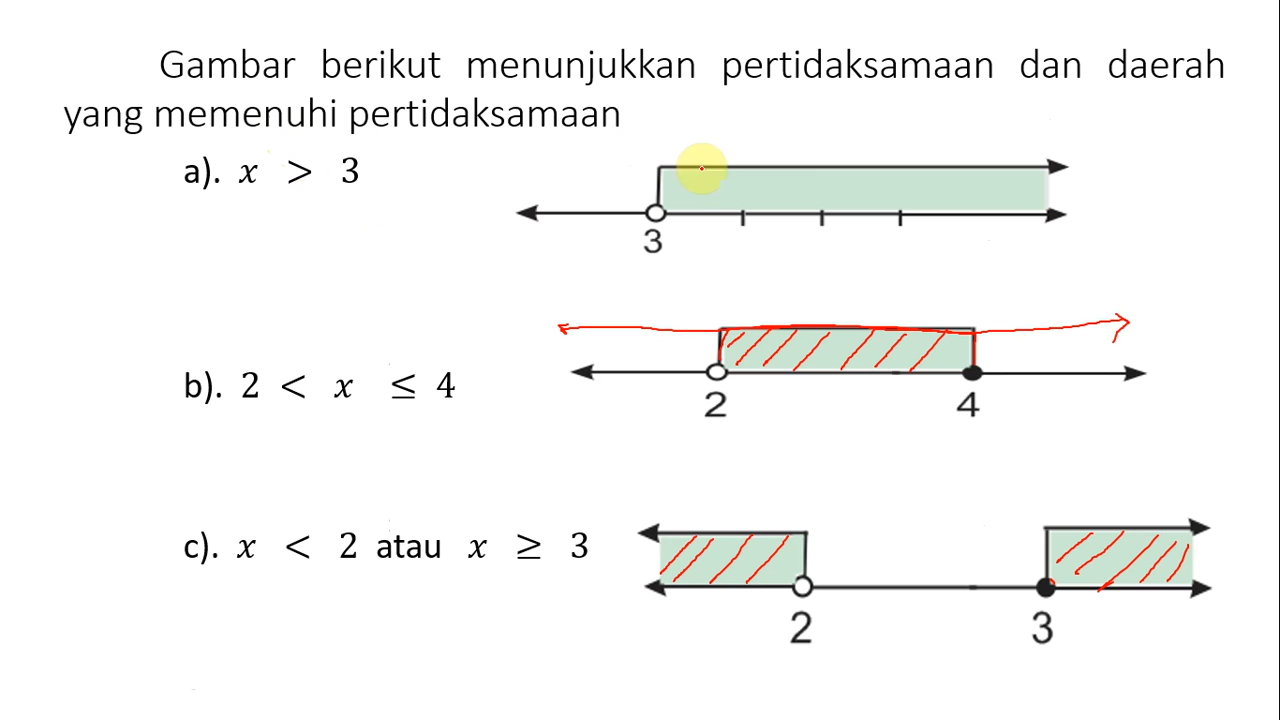 Gambar berikut menunjukkan pertidaksamaan dan daerah
yang memenuhi pertidaksamaan
a). x > 3
3
b). 2 < x ≤ 4
2 4
c). x < 2 atau x ≥ 3
2 3